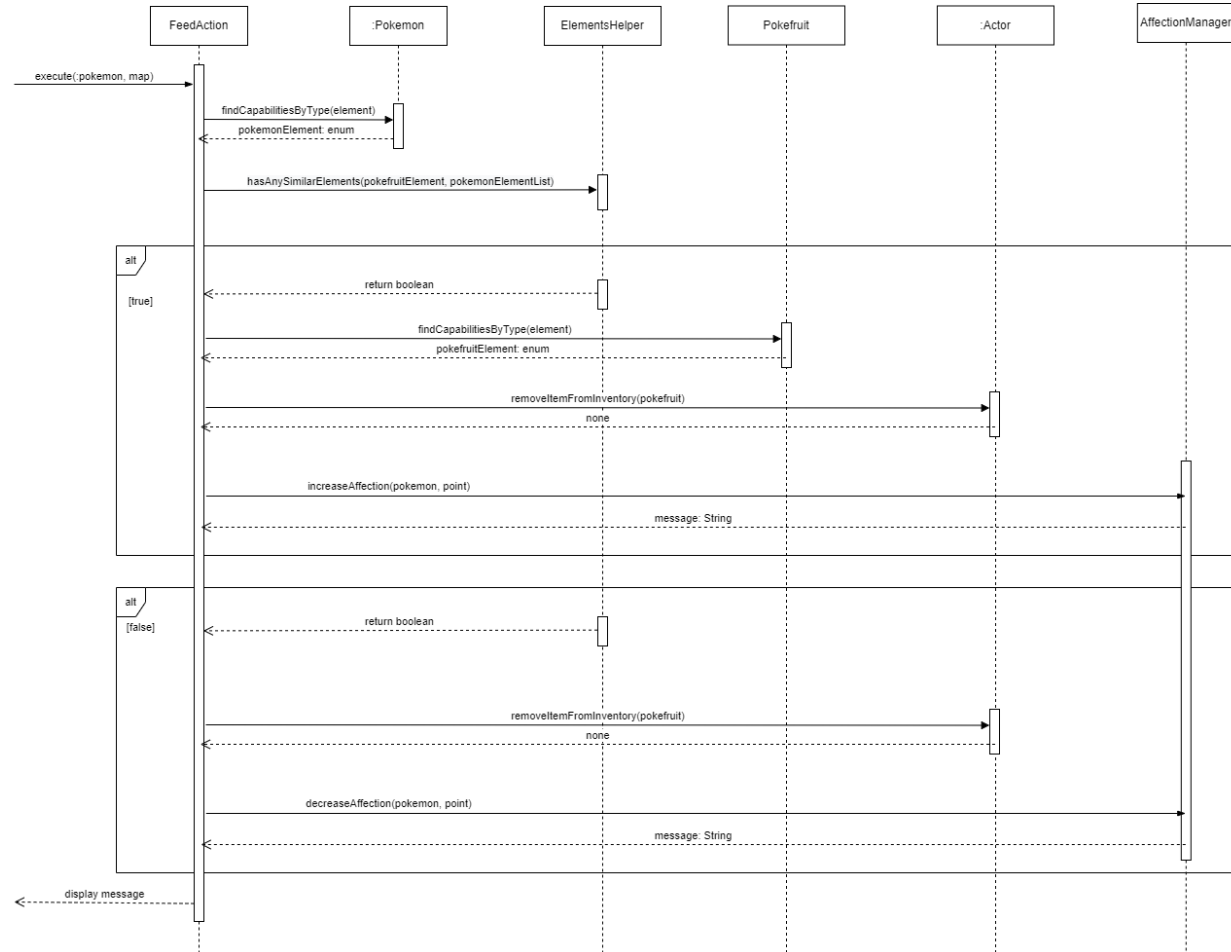 FeedAction
:Pokemon
ElementsHelper
Pokefruit
:Actor
AffectionManager
execute(:pokemon, map)
findCapabilitiesByType(element)
pokemonElement: enum
hasAnySimilarElements(pokefruitElement, pokemonElementList)
alt
return boolean
[true]
findCapabilitiesByType(element)
pokefruitElement: enum
removeItemFromInventory(pokefruit)
none
increaseAffection(pokemon, point)
message: String
alt
return boolean
[false]
removeItemFromInventory(pokefruit)
none
decreaseAffection(pokemon, point)
message: String
display message